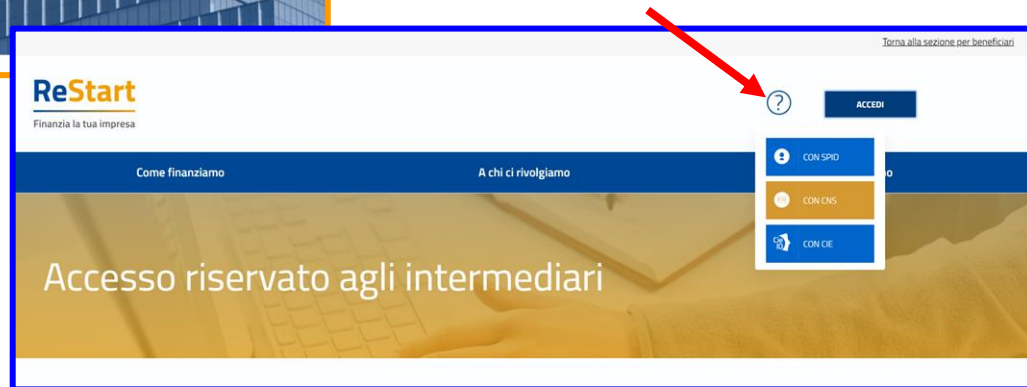 Torna alla sezione per beneficiari
ReStart
Finanzia la tua impresa
?
ACCEDI
CON SPID
Come finanziamo
A chi ci rivolgiamo
CON CNS
CON CIE
Accesso riservato agli intermediari